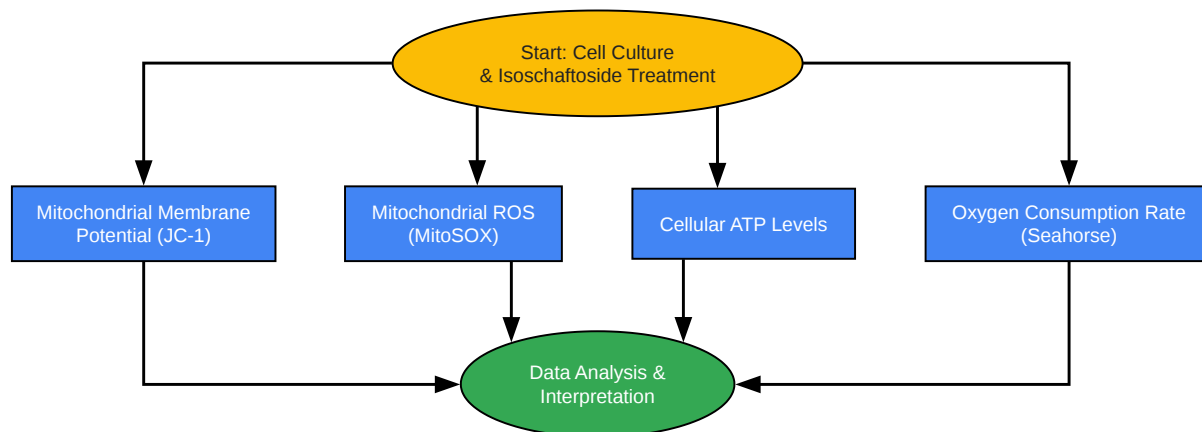 Start: Cell Culture
& Isoschaftoside Treatment
Mitochondrial Membrane
Potential (JC-1)
Mitochondrial ROS
(MitoSOX)
Cellular ATP Levels
Oxygen Consumption Rate
(Seahorse)
Data Analysis &
Interpretation